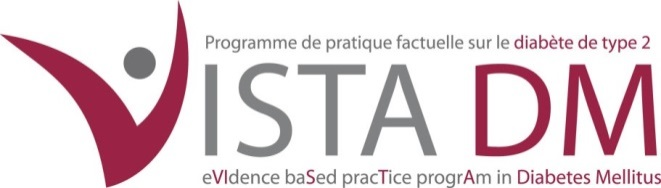 Programme de pratique factuelle sur le diabète de type 2
VISTA DM
eVIdence baSed pracTice progrAm in Diabetes Mellitus